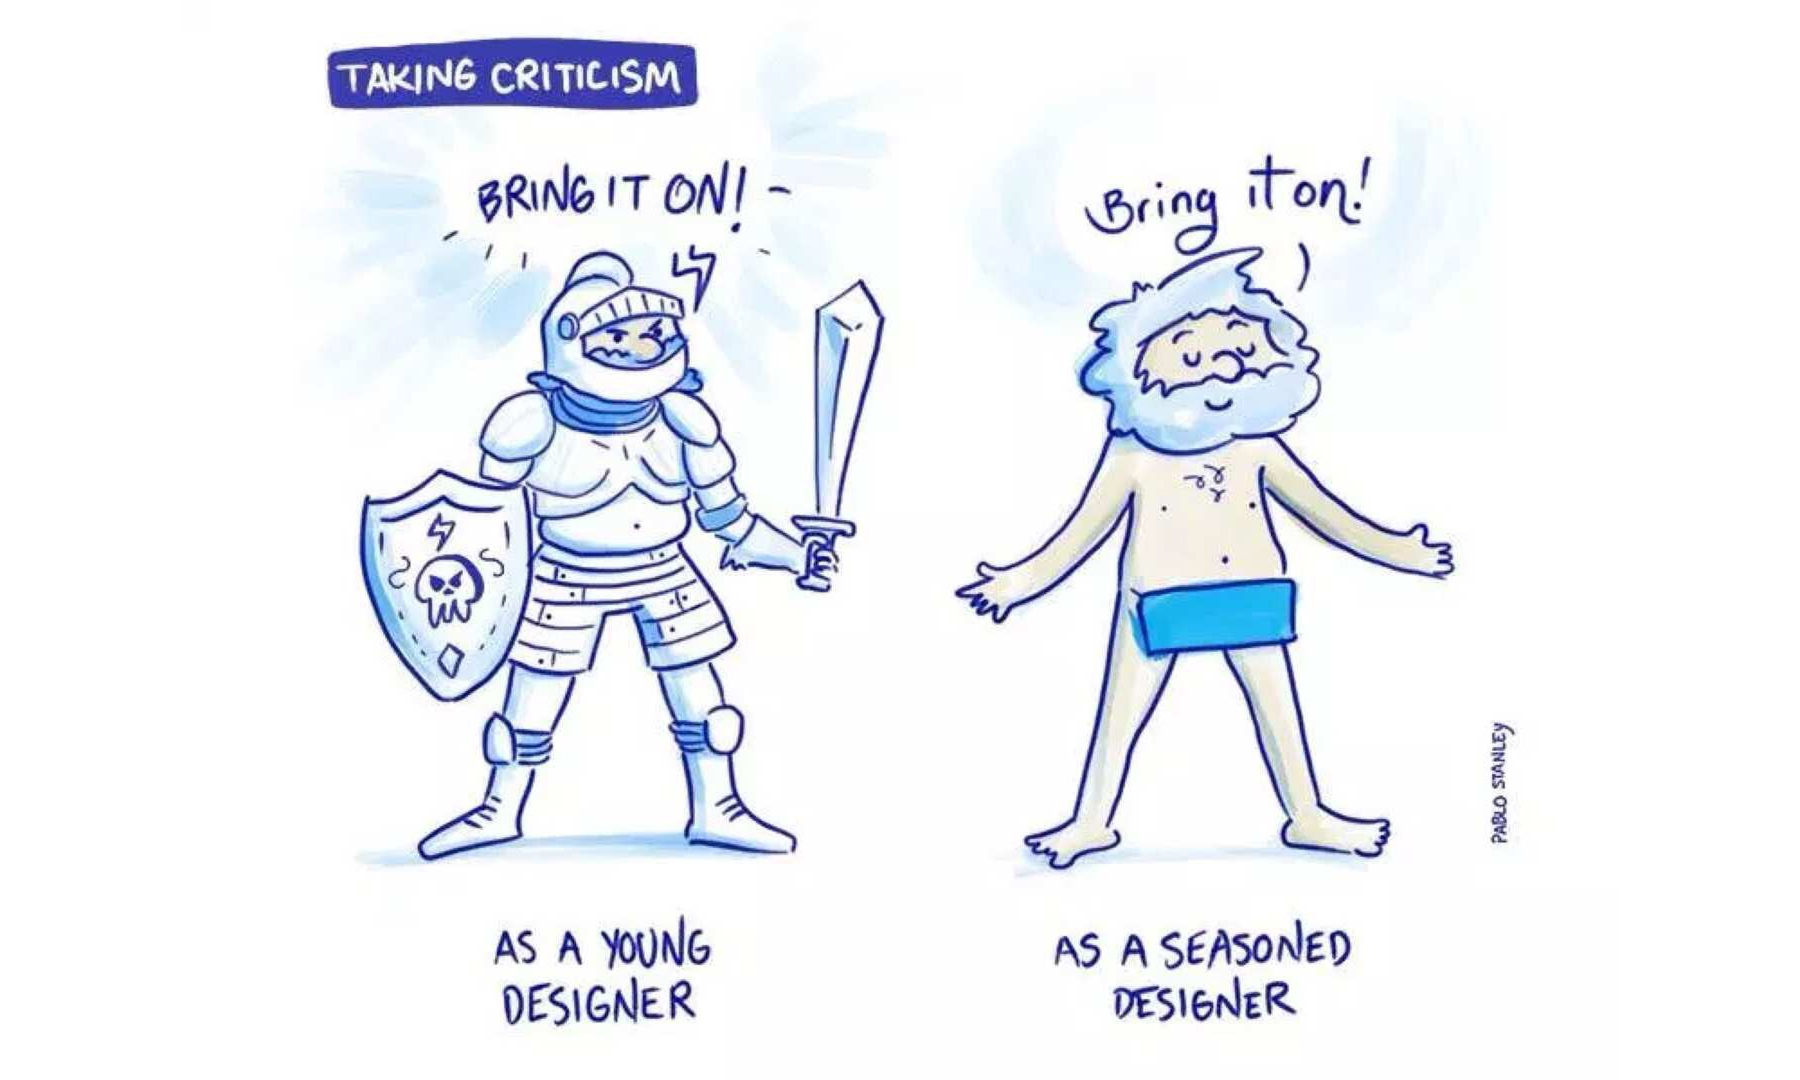 TAKING CRITICISM
BRING IT ON!
Bring it on!
AS A YOUNG
DESIGNER
AS A SEASONED
DESIGNER
PABLO STANLEY